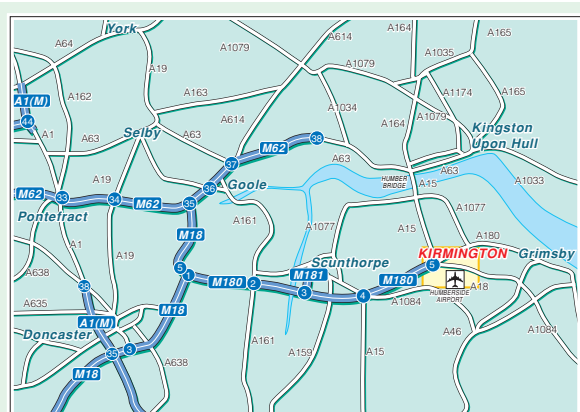 York
A64
A19
A1079
A614
A164
A1079
A1035
A165
A1(M)
A162
A163
A1034
A1174
A165
44
A1
A63
Selby
A63
A614
A164
A1079
Kingston
Upon Hull
38
M62
37
A63
A19
36
Goole
HUMBER
BRIDGE
A15
A63
A1033
M62
33
34
M62
35
Pontefract
A161
A1077
A1077
A1
M18
A15
A180
A19
Scunthorpe
KIRMINGTON
Grimsby
A638
5
1
M180
M181
M180
5
38
2
3
4
A18
HUMBERSIDE
AIRPORT
A635
A1084
A1(M)
M18
A46
A1084
Doncaster
A161
A159
A15
35
3
A638
M18